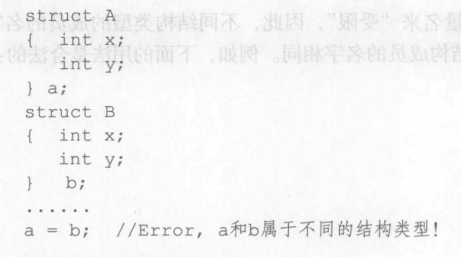 struct A
{ int x;
int y;
} a;
struct B
{ int x;
int y;
} b;
......
a = b; //Error, a和b属于不同的结构类型!